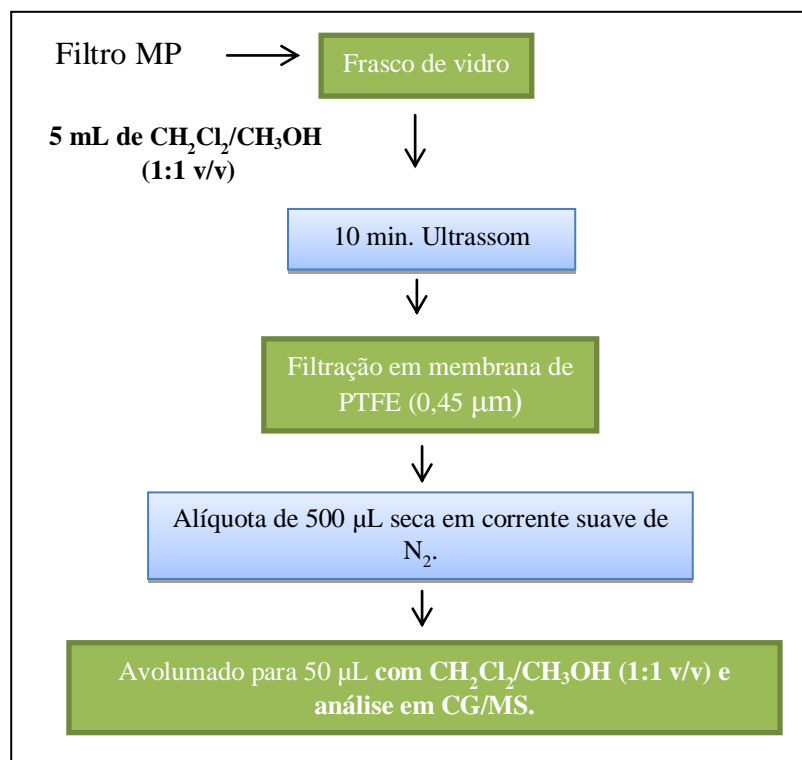 Filtro MP
Frasco de vidro
5 mL de CH₂Cl₂/CH₃OH
(1:1 v/v)
10 min. Ultrassom
Filtração em membrana de
PTFE (0,45 μm)
Alíquota de 500 μL seca em corrente suave de
N₂.
Avolumado para 50 μL com CH₂Cl₂/CH₃OH (1:1 v/v) e
análise em CG/MS.